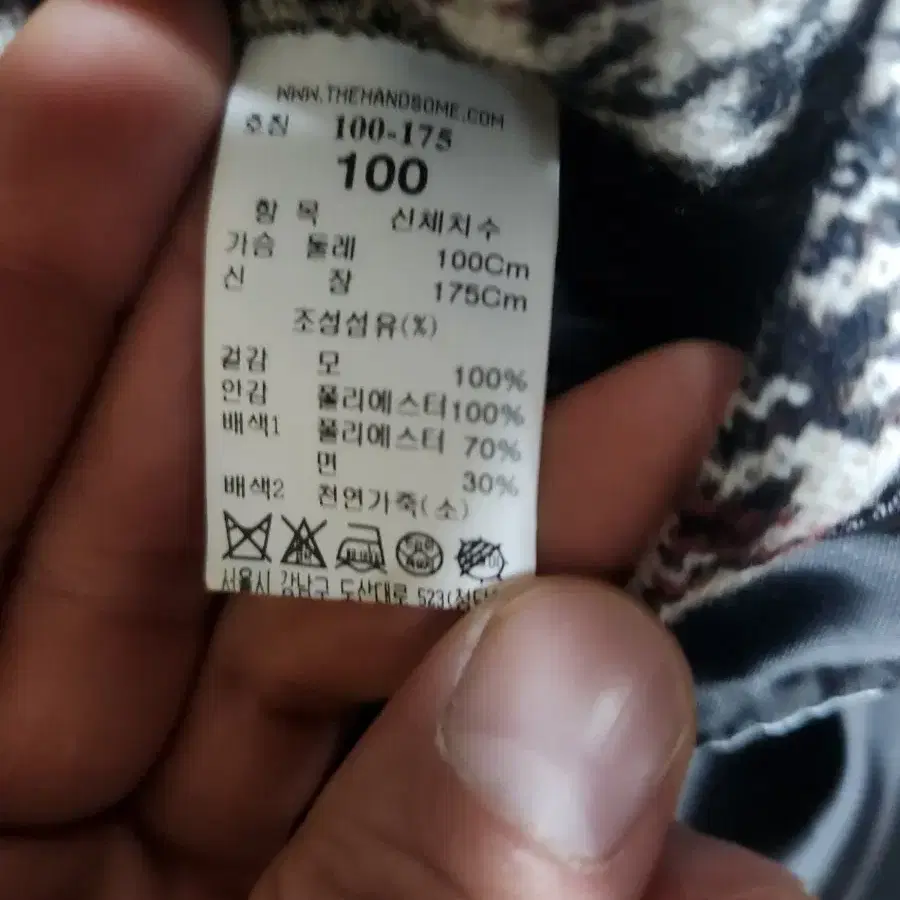 WWW.THEHANDSOME.COM
호칭 100-175
100
항 목 신체치수
가슴 둘레 100Cm
신 장 175Cm
조성섬유(%)
겉감 모 100%
안감 폴리에스터 100%
배색1 폴리에스터 70%
면 30%
배색2 천연가죽(소)
서울시 강남구 도산대로 523(청담